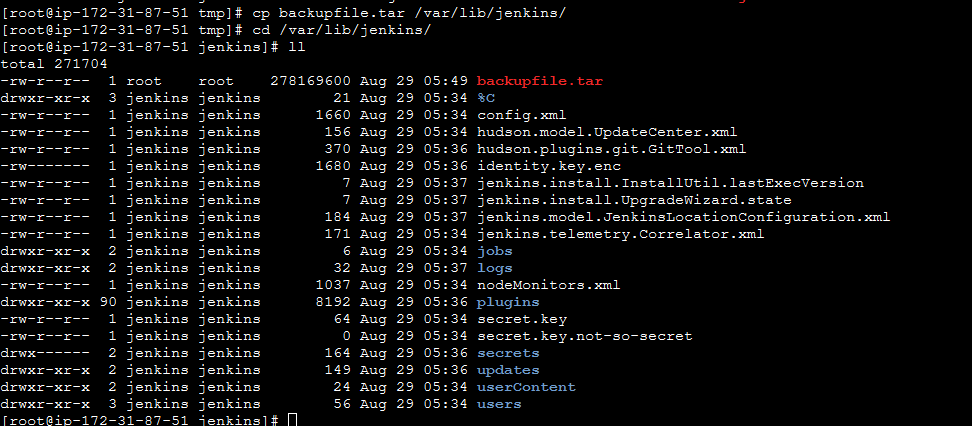 [root@ip-172-31-87-51 tmp]# cp backupfile.tar /var/lib/jenkins/
[root@ip-172-31-87-51 tmp]# cd /var/lib/jenkins/
[root@ip-172-31-87-51 jenkins]# ll
total 271704
-rw-r--r--  1 root    root    278169600 Aug 29 05:49 backupfile.tar
drwxr-xr-x  3 jenkins jenkins        21 Aug 29 05:34 %C
-rw-r--r--  1 jenkins jenkins      1660 Aug 29 05:34 config.xml
-rw-r--r--  1 jenkins jenkins       156 Aug 29 05:34 hudson.model.UpdateCenter.xml
-rw-r--r--  1 jenkins jenkins       370 Aug 29 05:36 hudson.plugins.git.GitTool.xml
-rw-------  1 jenkins jenkins      1680 Aug 29 05:36 identity.key.enc
-rw-r--r--  1 jenkins jenkins         7 Aug 29 05:37 jenkins.install.InstallUtil.lastExecVersion
-rw-r--r--  1 jenkins jenkins         7 Aug 29 05:37 jenkins.install.UpgradeWizard.state
-rw-r--r--  1 jenkins jenkins       184 Aug 29 05:37 jenkins.model.JenkinsLocationConfiguration.xml
-rw-r--r--  1 jenkins jenkins       171 Aug 29 05:34 jenkins.telemetry.Correlator.xml
drwxr-xr-x  2 jenkins jenkins         6 Aug 29 05:34 jobs
drwxr-xr-x  2 jenkins jenkins        32 Aug 29 05:37 logs
-rw-r--r--  1 jenkins jenkins      1037 Aug 29 05:34 nodeMonitors.xml
drwxr-xr-x 90 jenkins jenkins      8192 Aug 29 05:36 plugins
-rw-r--r--  1 jenkins jenkins        64 Aug 29 05:34 secret.key
-rw-r--r--  1 jenkins jenkins         0 Aug 29 05:34 secret.key.not-so-secret
drwx------  2 jenkins jenkins       164 Aug 29 05:36 secrets
drwxr-xr-x  2 jenkins jenkins       149 Aug 29 05:36 updates
drwxr-xr-x  2 jenkins jenkins        24 Aug 29 05:34 userContent
drwxr-xr-x  3 jenkins jenkins        56 Aug 29 05:34 users
[root@ip-172-31-87-51 jenkins]#